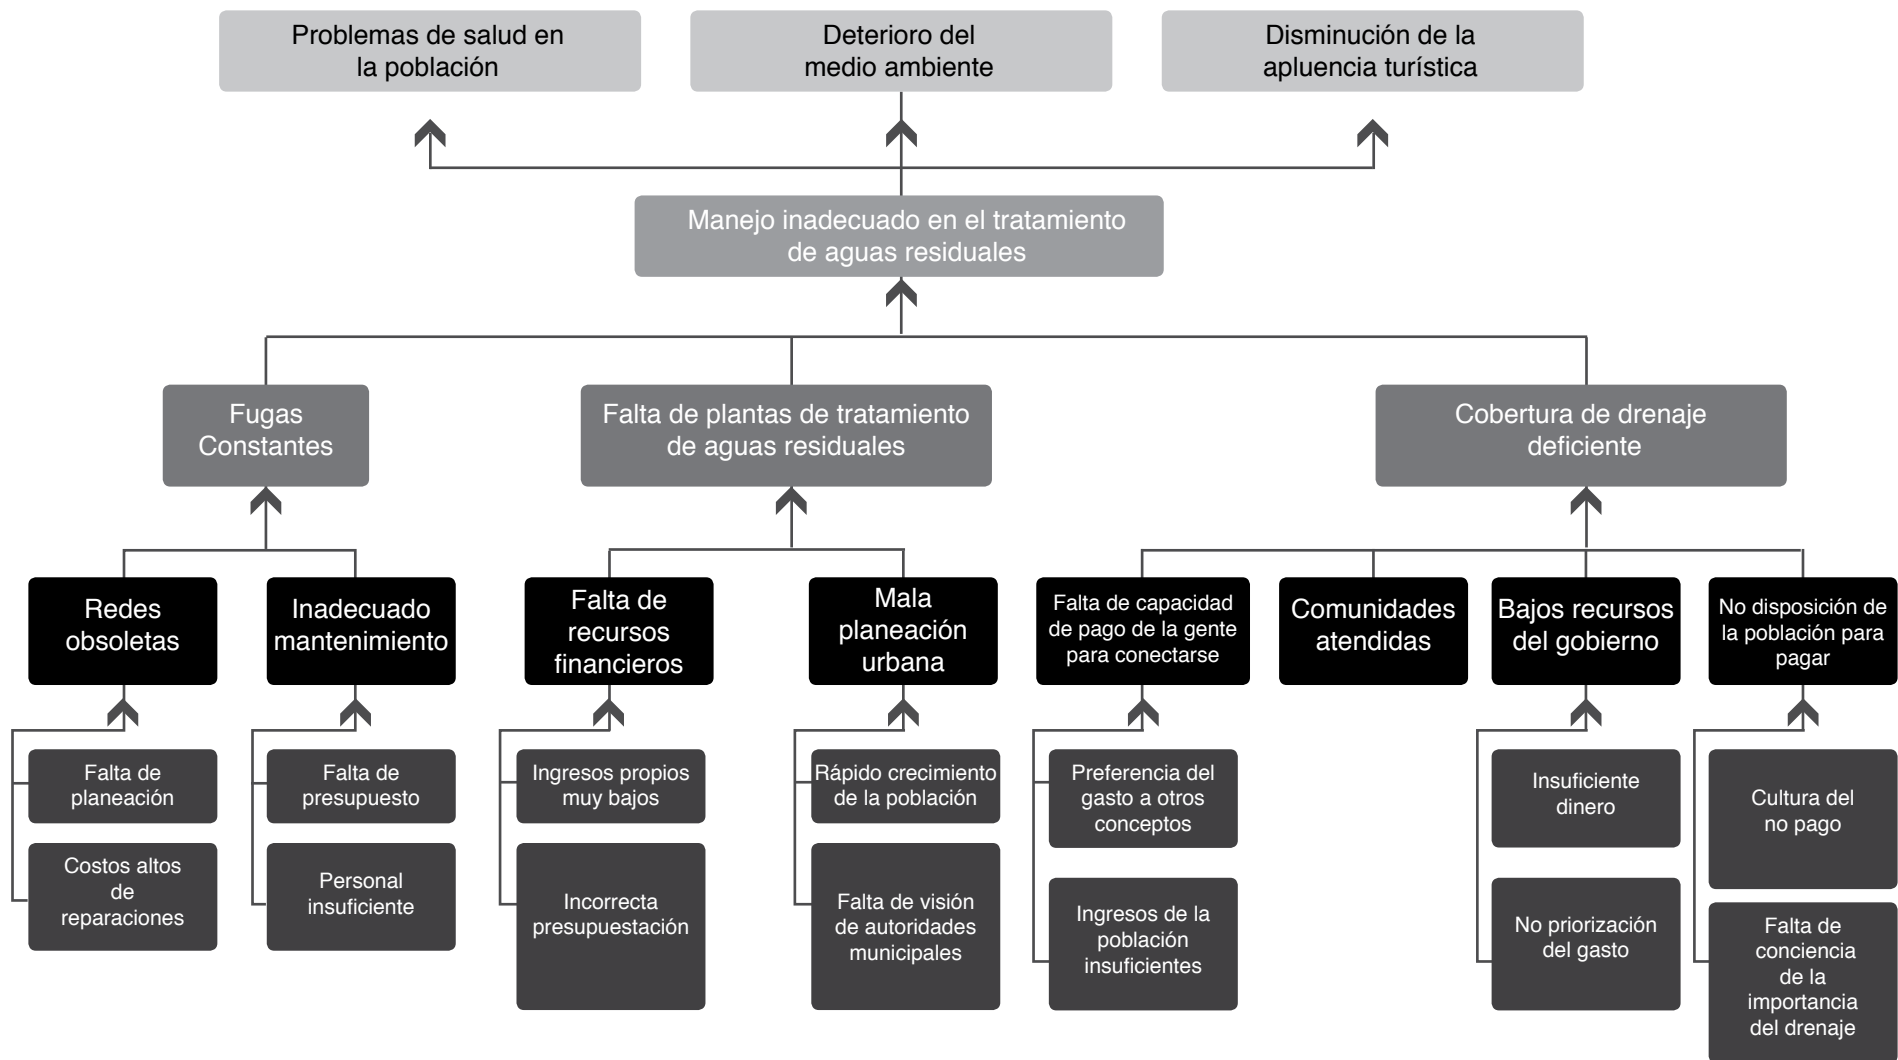 Problemas de salud en
la población
Deterioro del
medio ambiente
Disminución de la
apluencia turística
Manejo inadecuado en el tratamiento
de aguas residuales
Fugas
Constantes
Falta de plantas de tratamiento
de aguas residuales
Cobertura de drenaje
deficiente
Redes
obsoletas
Inadecuado
mantenimiento
Falta de
recursos
financieros
Mala
planeación
urbana
Falta de capacidad
de pago de la gente
para conectarse
Comunidades
atendidas
Bajos recursos
del gobierno
No disposición de
la población para
pagar
Falta de
planeación
Falta de
presupuesto
Ingresos propios
muy bajos
Rápido crecimiento
de la población
Preferencia del
gasto a otros
conceptos
Insuficiente
dinero
Cultura del
no pago
Costos altos
de
reparaciones
Personal
insuficiente
Incorrecta
presupuestación
Falta de visión
de autoridades
municipales
Ingresos de la
población
insuficientes
No priorización
del gasto
Falta de
conciencia
de la
importancia
del drenaje